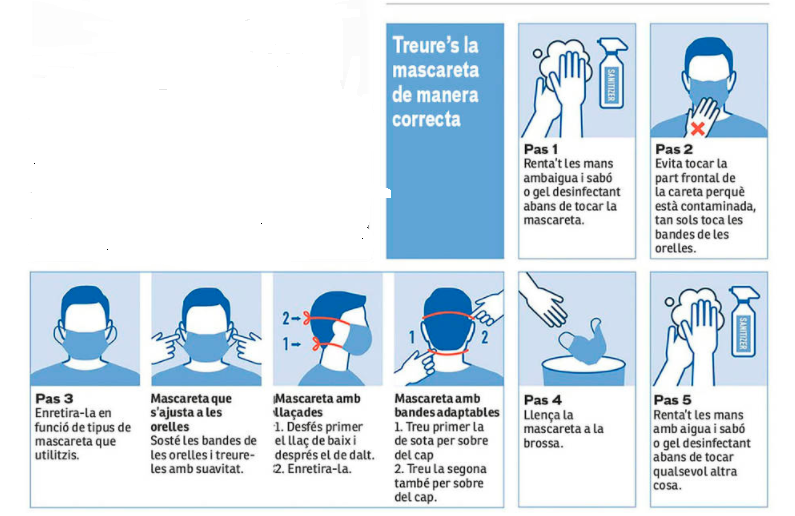 Treure's la
mascareta
de manera
correcta
SANITIZER
Pas 1
Renta't les mans
ambaigua i sabó
o gel desinfectant
abans de tocar la
mascareta.
Pas 2
Evita tocar la
part frontal de
la careta perquè
està contaminada,
tan sols toca les
bandes de les
orelles.
Pas 3
Enretira-la en
funció de tipus de
mascareta que
utilitzis.
Mascareta que
s'ajusta a les
orelles
Sosté les bandes de
les orelles i treure-
les amb suavitat.
2
1
Mascareta amb
llaçades
1. Desfés primer
el llaç de baix i
després el de dalt.
2. Enretira-la.
1 2
Mascareta amb
bandes adaptables
1. Treu primer la
de sota per sobre
del cap
2. Treu la segona
també per sobre
del cap.
Pas 4
Llença la
mascareta a la
brossa.
SANITIZER
Pas 5
Renta't les mans
amb aigua i sabó
o gel desinfectant
abans de tocar
qualsevol altra
cosa.